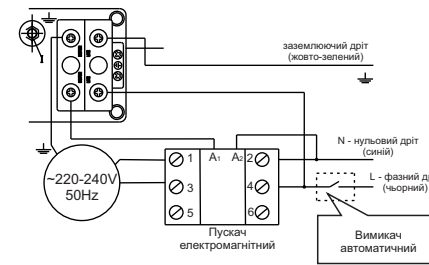 заземлюючий дріт
(жовто-зелений)
N - нульовий дріт
(синій)
L - фазний
(чорний)
1 A1 A2 2
3 4
5 6
~220-240V
50Hz
Пускач
електромагнітний
Вимикач
автоматичний